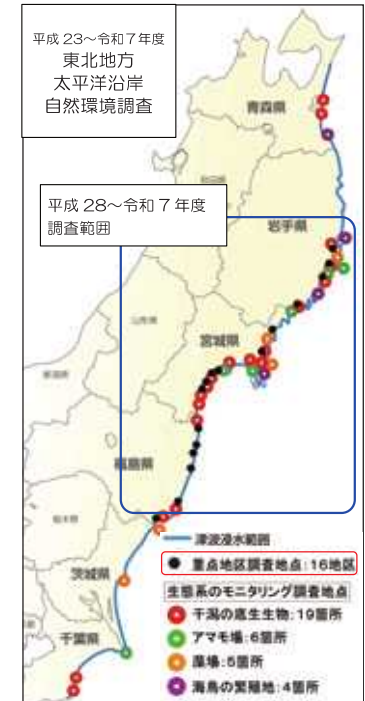 平成 23～令和７年度
東北地方
太平洋沿岸
自然環境調査
青森県
平成 28～令和 7 年度
調査範囲
岩手県
山形県
宮城県
福島県
栃木県
茨城県
千葉県
津波浸水範囲
重点地区調査地点：16地区
生態系のモニタリング調査地点
干潟の底生生物：19箇所
アマモ場：6箇所
藻場：5箇所
海鳥の繁殖地：4箇所